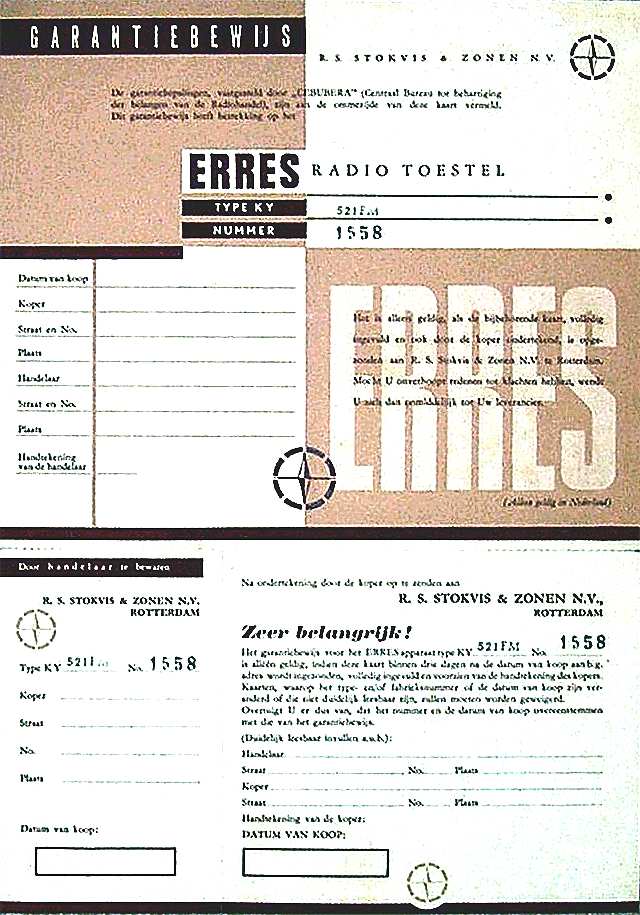 GARANTIEBEWIJS
R. S. STOKVIS & ZONEN N.V.
De garantiebepalingen, vastgesteld door „CEBUBERA” (Centraal Bureau tot behartiging
der belangen van de Radiohandel), zijn aan de ommezijde van deze kaart vermeld.
Dit garantiebewijs heeft betrekking op het
ERRES RADIO TOESTEL
TYPE KY 521FM
NUMMER 1558
Datum van koop
Koper
Straat en No.
Plaats
Handelaar
Straat en No.
Plaats
Handtekening
van de handelaar
ERRES
Het is alleen geldig, als de bijbehorende kaart, volledig
ingevuld en ook door de koper ondertekend, is opge-
zonden aan R. S. Stokvis & Zonen N.V. te Rotterdam.
Mocht U onverhoopt redenen tot klachten hebben, wende
U zich dan onmiddellijk tot Uw leverancier.
(Alleen geldig in Nederland)
Door handelaar te bewaren
R. S. STOKVIS & ZONEN N.V.
ROTTERDAM
Type KY 521FM No. 1558
Koper
Straat
No.
Plaats
Datum van koop:
Na ondertekening door de koper op te zenden aan
R. S. STOKVIS & ZONEN N.V.,
ROTTERDAM
Zeer belangrijk!
Het garantiebewijs voor het ERRES apparaat type KY 521FM No. 1558
is alléén geldig, indien deze kaart binnen drie dagen na de datum van koop aan b.g.
adres wordt ingezonden, volledig ingevuld en voorzien van de handtekening des kopers.
Kaarten, waarop het type- en/of fabrieksnummer of de datum van koop zijn ver-
anderd of die niet duidelijk leesbaar zijn, zullen moeten worden geweigerd.
Overtuigt U er dus van, dat het nummer en de datum van koop overeenstemmen
met die van het garantiebewijs.
(Duidelijk leesbaar invullen a.u.b.):
Handelaar
Straat No. Plaats
Koper
Straat No. Plaats
Handtekening van de koper:
DATUM VAN KOOP: